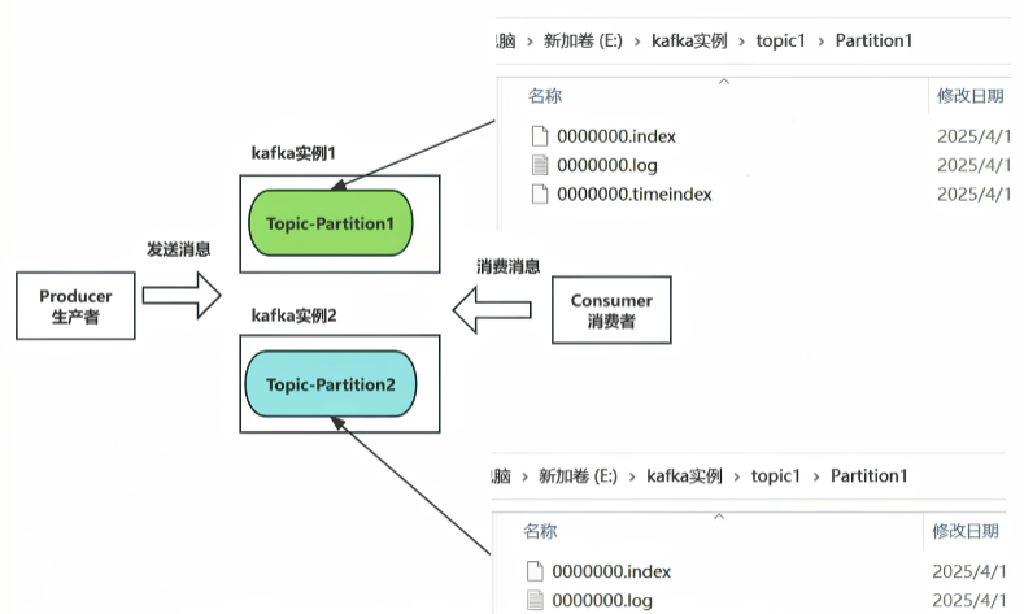 脑 › 新加卷 (E:) › kafka实例 › topic1 › Partition1
名称 修改日期
0000000.index 2025/4/1
0000000.log 2025/4/1
0000000.timeindex 2025/4/1
kafka实例1
Topic-Partition1
发送消息
消费消息
Producer
生产者
Consumer
消费者
kafka实例2
Topic-Partition2
脑 › 新加卷 (E:) › kafka实例 › topic1 › Partition1
名称 修改日期
0000000.index 2025/4/1
0000000.log 2025/4/1